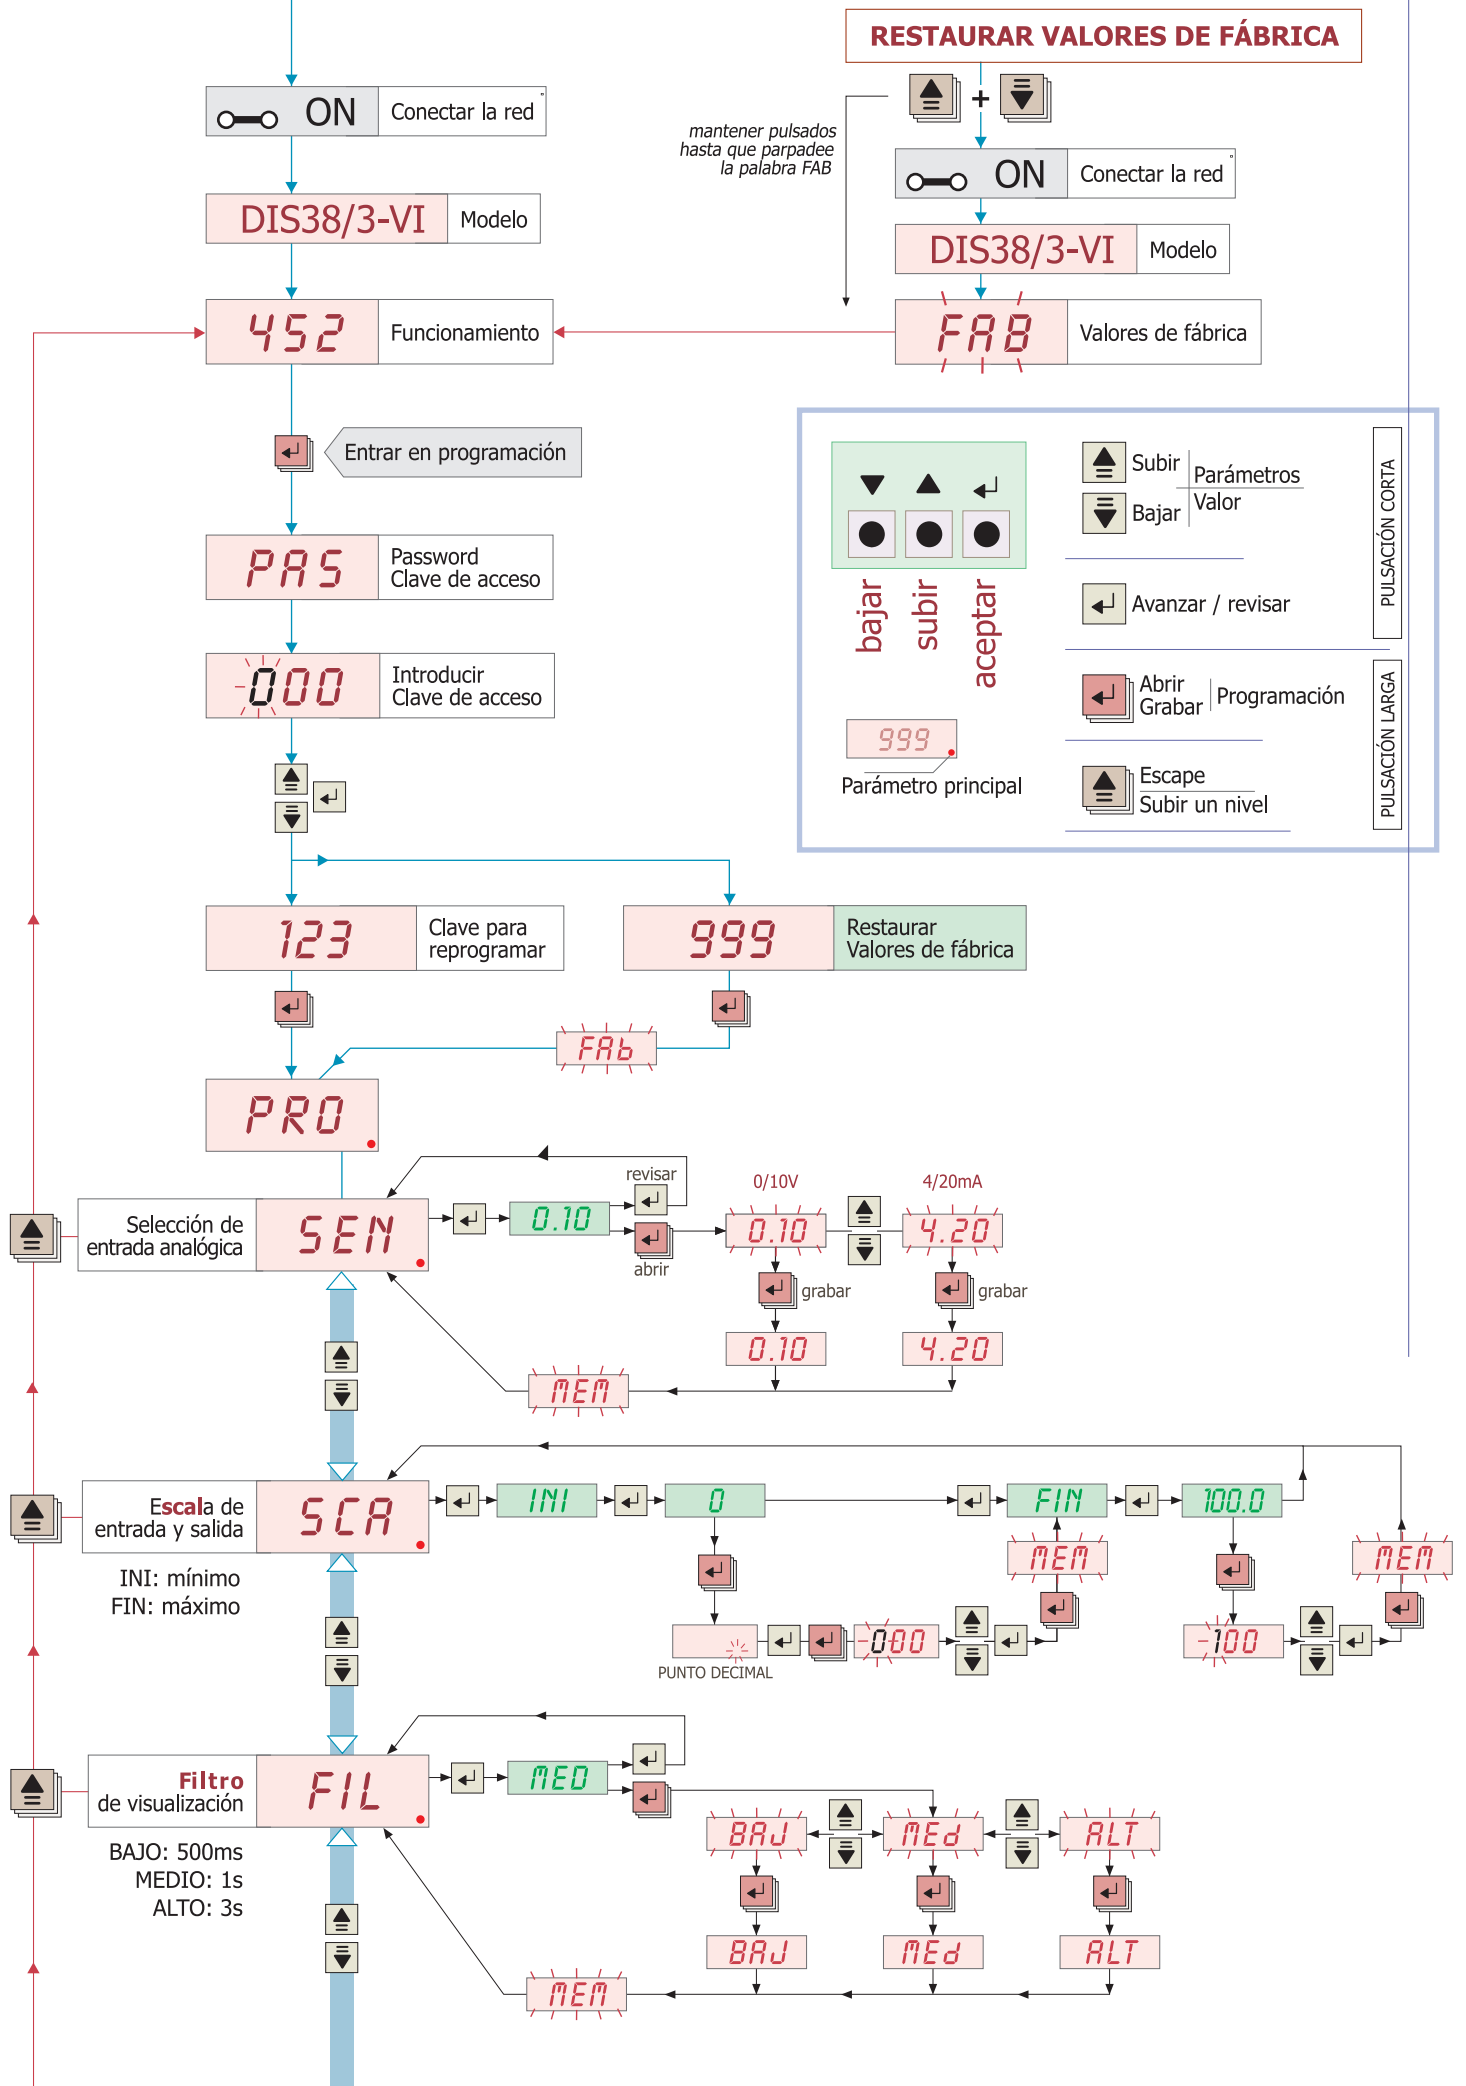 RESTAURAR VALORES DE FÁBRICA
ON
Conectar la red
+
mantener pulsados
hasta que parpadee
la palabra FAB
ON
Conectar la red
DIS38/3-VI
Modelo
DIS38/3-VI
Modelo
452
Funcionamiento
FAB
Valores de fábrica
Entrar en programación
bajar
subir
aceptar
999
Parámetro principal
Subir
Bajar
Parámetros
Valor
Avanzar / revisar
PULSACIÓN CORTA
Abrir
Grabar
Programación
Escape
Subir un nivel
PULSACIÓN LARGA
PAS
Password
Clave de acceso
000
Introducir
Clave de acceso
123
Clave para
reprogramar
999
Restaurar
Valores de fábrica
FAb
PRO
Selección de
entrada analógica
SEN
0.10
revisar
abrir
0/10V
0.10
grabar
0.10
4/20mA
4.20
grabar
4.20
MEM
Escala de
entrada y salida
SCA
INI
0
FIN
100.0
MEM
MEM
INI: mínimo
FIN: máximo
PUNTO DECIMAL
000
100
Filtro
de visualización
FIL
MED
BAJO: 500ms
MEDIO: 1s
ALTO: 3s
BAJ
MEd
ALT
BAJ
MEd
ALT
MEM